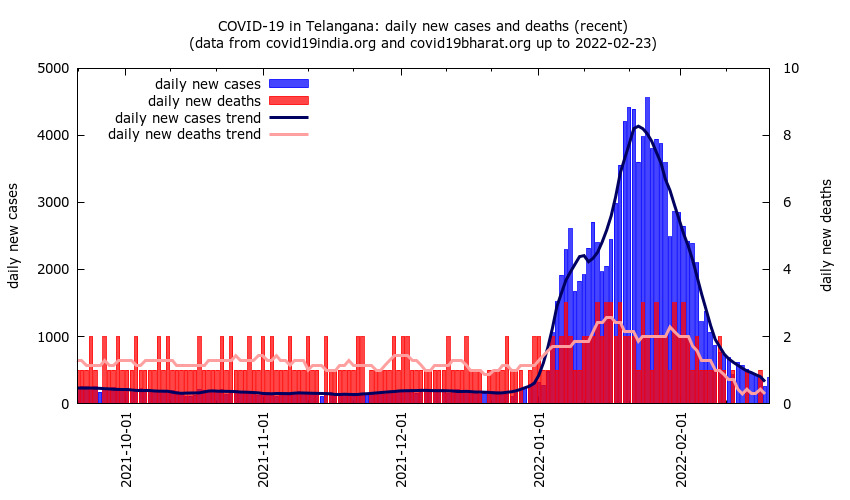 COVID-19 in Telangana: daily new cases and deaths (recent)
(data from covid19india.org and covid19bharat.org up to 2022-02-23)
daily new cases
daily new deaths
daily new cases trend
daily new deaths trend
5000
4000
3000
2000
1000
0
daily new cases
10
8
6
4
2
0
daily new deaths
2021-10-01
2021-11-01
2021-12-01
2022-01-01
2022-02-01